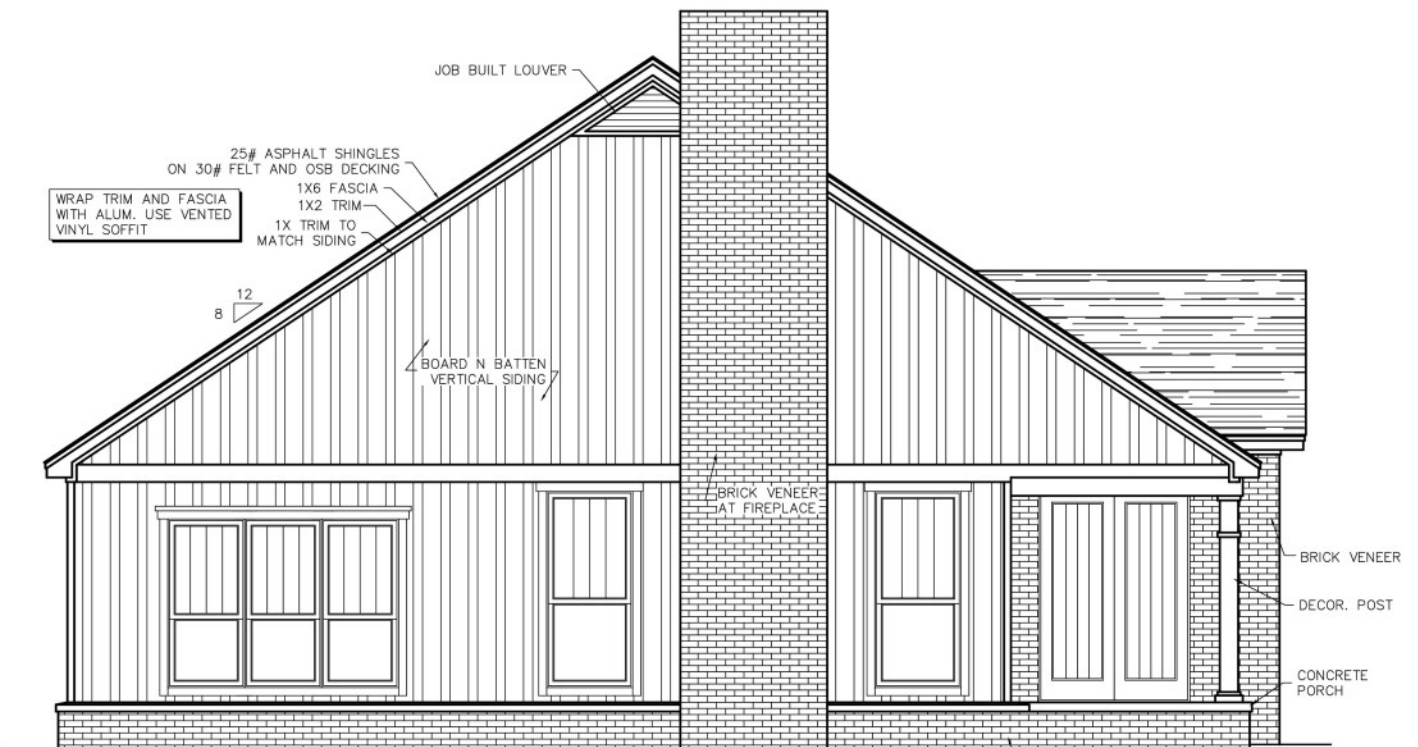 JOB BUILT LOUVER
25# ASPHALT SHINGLES
ON 30# FELT AND OSB DECKING
1X6 FASCIA
1X2 TRIM
1X TRIM TO
MATCH SIDING
WRAP TRIM AND FASCIA
WITH ALUM. USE VENTED
VINYL SOFFIT
12
8
BOARD N BATTEN
VERTICAL SIDING
BRICK VENEER
AT FIREPLACE
BRICK VENEER
DECOR. POST
CONCRETE
PORCH